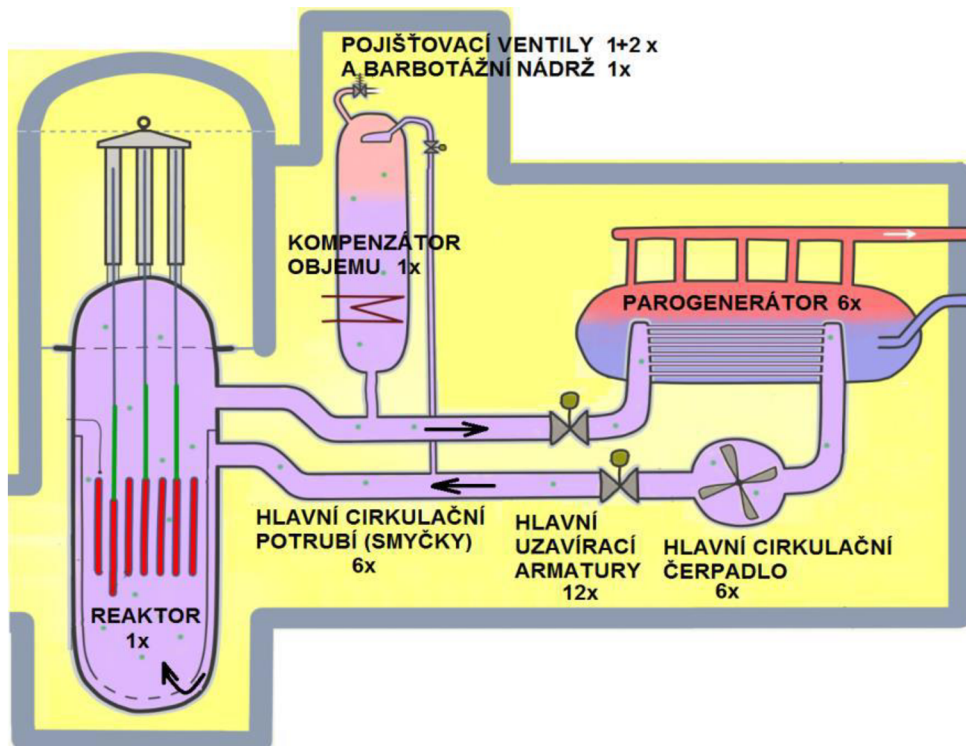 POJIŠŤOVACÍ VENTILY 1+2 x
A BARBOTÁŽNÍ NÁDRŽ 1x
KOMPENZÁTOR
OBJEMU 1x
PAROGENERÁTOR 6x
HLAVNÍ CIRKULAČNÍ
POTRUBÍ (SMYČKY)
6x
HLAVNÍ
UZAVÍRACÍ
ARMATURY
12x
HLAVNÍ CIRKULAČNÍ
ČERPADLO
6x
REAKTOR
1x